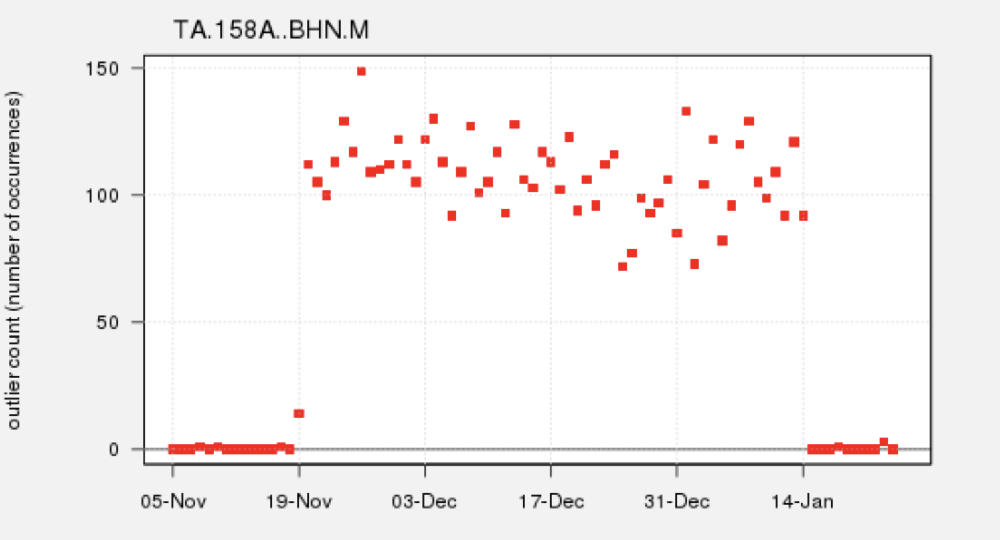 TA.158A..BHN.M
outlier count (number of occurrences)
150
100
50
0
05-Nov 19-Nov 03-Dec 17-Dec 31-Dec 14-Jan